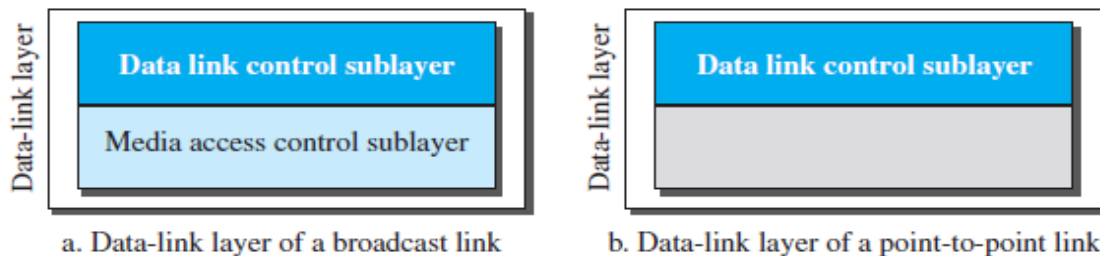 Data-link layer
Data link control sublayer
Media access control sublayer
a. Data-link layer of a broadcast link
Data-link layer
Data link control sublayer
b. Data-link layer of a point-to-point link